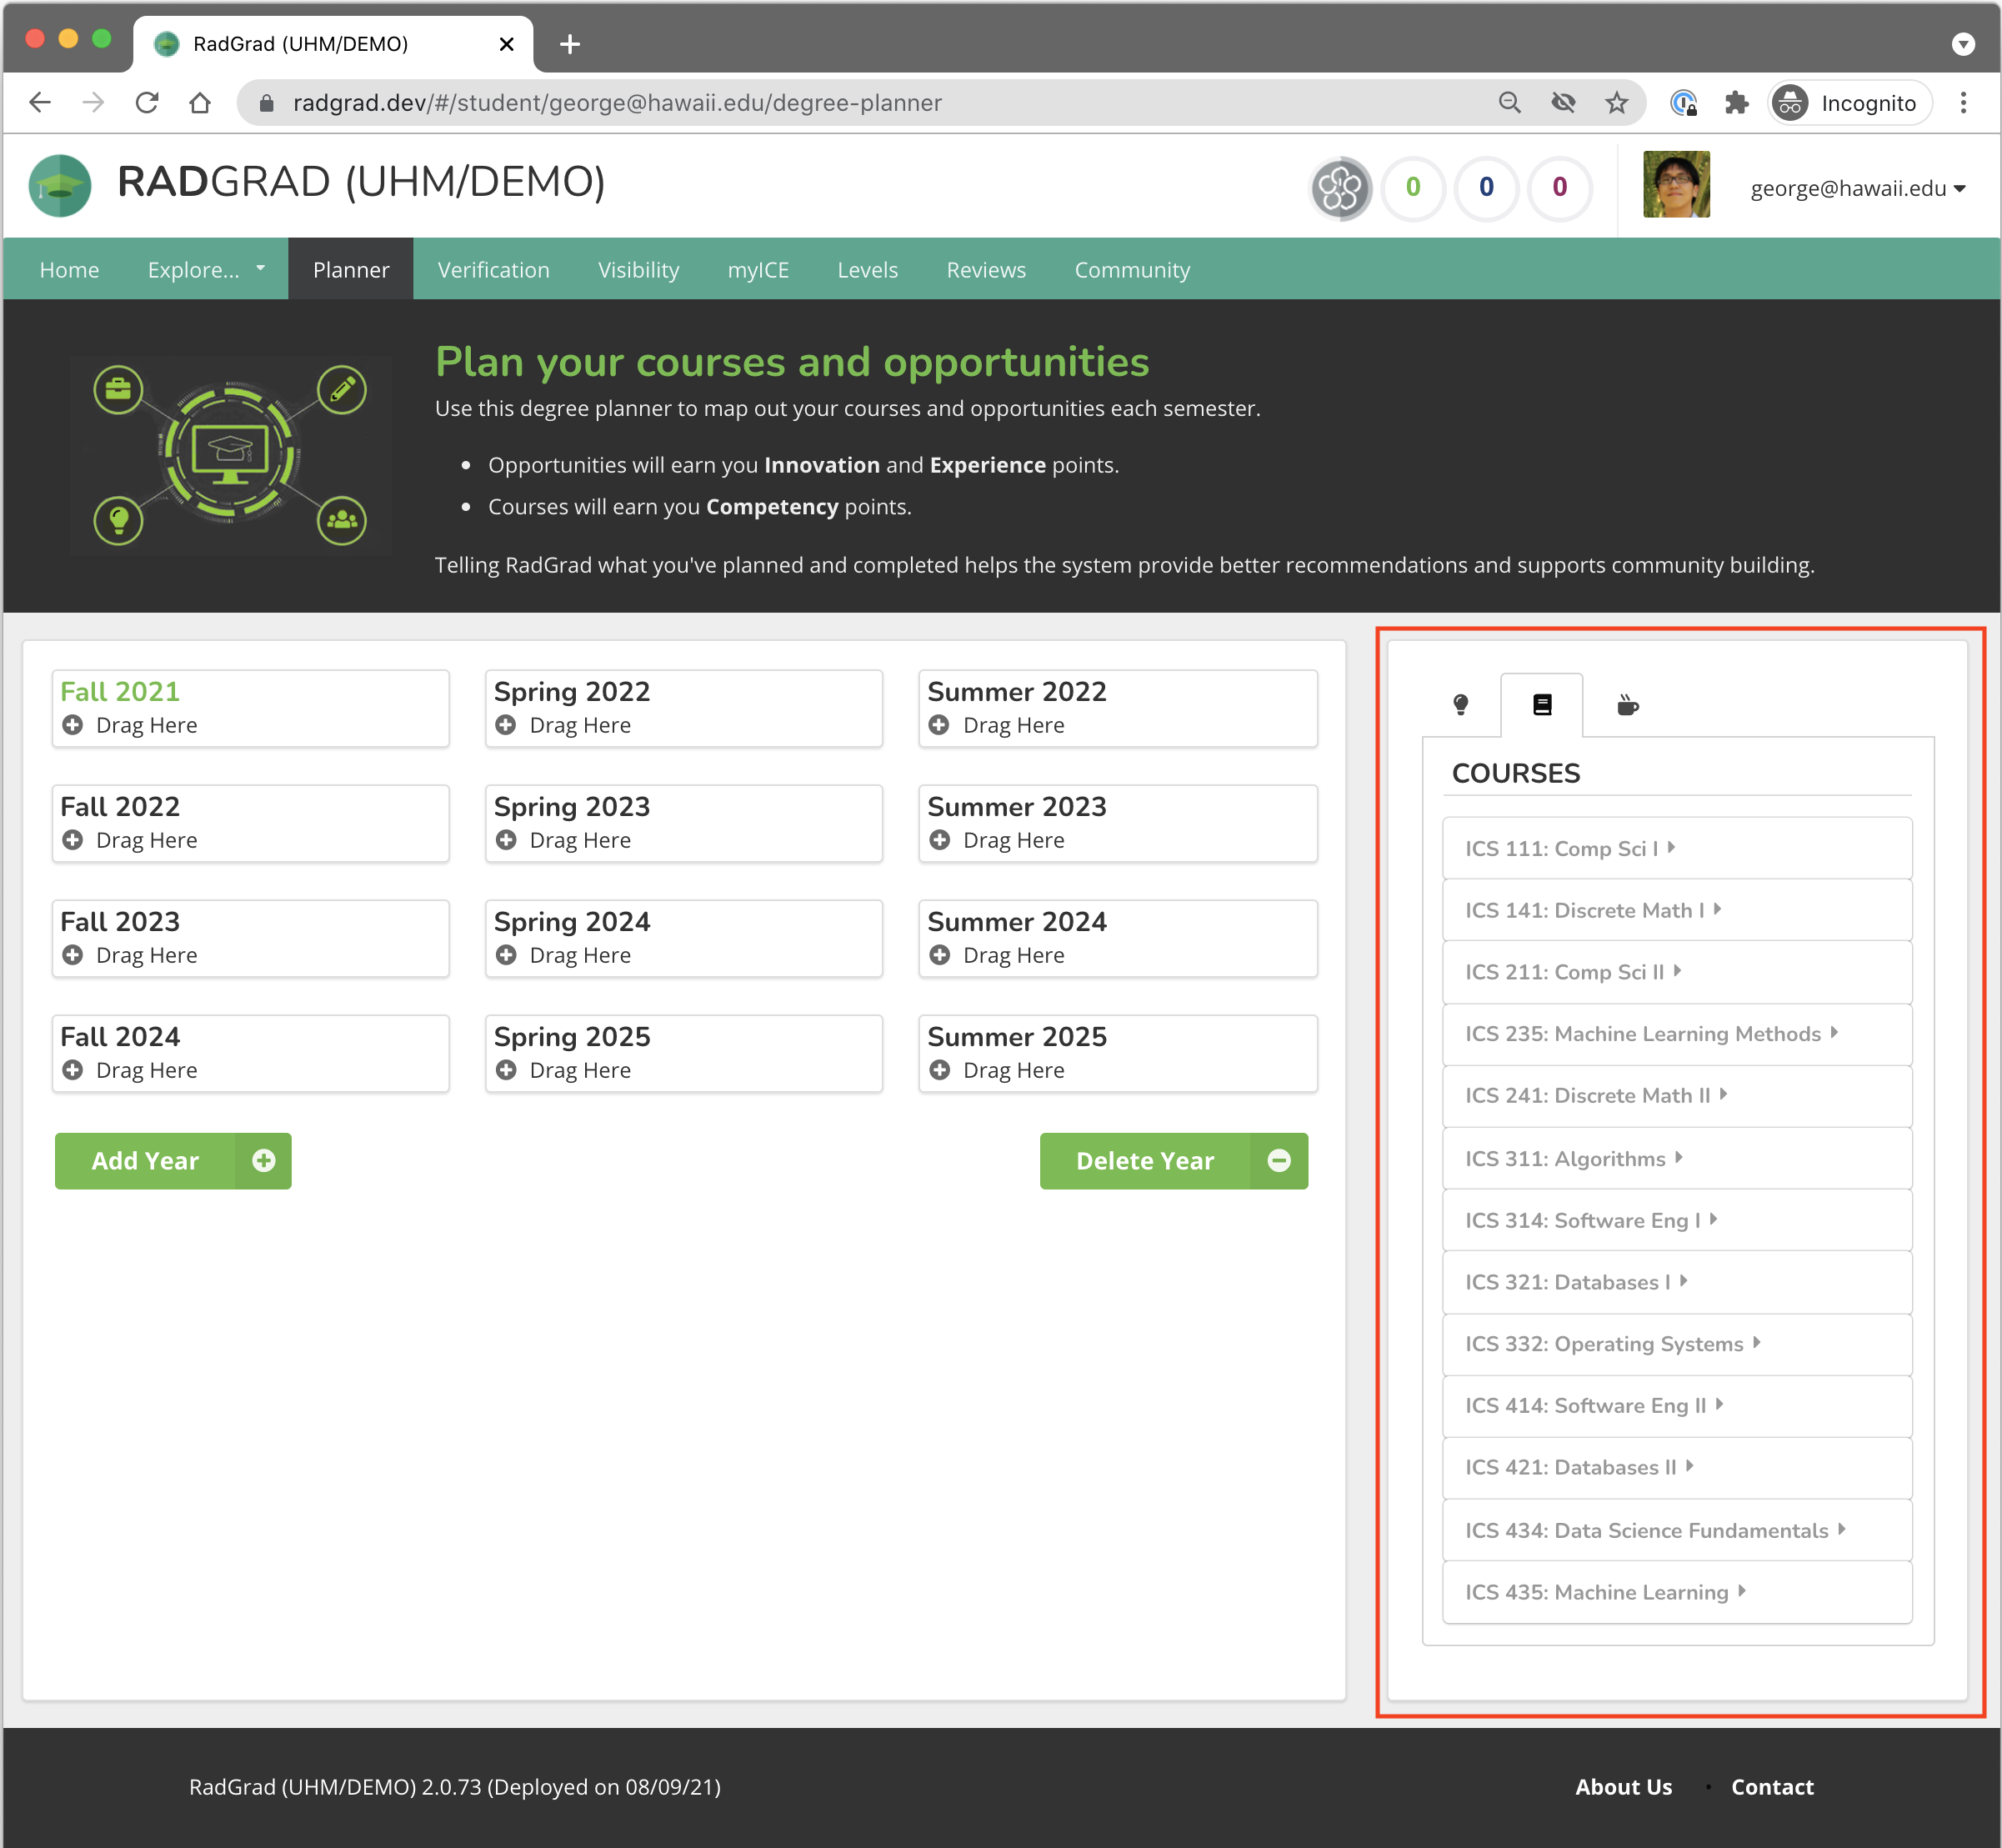 RadGrad (UHM/DEMO)
radgrad.dev/#/student/george@hawaii.edu/degree-planner
Incognito
RADGRAD (UHM/DEMO)
0 0 0
george@hawaii.edu
Home Explore... Planner Verification Visibility myICE Levels Reviews Community
Plan your courses and opportunities
Use this degree planner to map out your courses and opportunities each semester.
Opportunities will earn you Innovation and Experience points.
Courses will earn you Competency points.
Telling RadGrad what you've planned and completed helps the system provide better recommendations and supports community building.
Fall 2021
Drag Here
Spring 2022
Drag Here
Summer 2022
Drag Here
Fall 2022
Drag Here
Spring 2023
Drag Here
Summer 2023
Drag Here
Fall 2023
Drag Here
Spring 2024
Drag Here
Summer 2024
Drag Here
Fall 2024
Drag Here
Spring 2025
Drag Here
Summer 2025
Drag Here
Add Year
Delete Year
COURSES
ICS 111: Comp Sci I
ICS 141: Discrete Math I
ICS 211: Comp Sci II
ICS 235: Machine Learning Methods
ICS 241: Discrete Math II
ICS 311: Algorithms
ICS 314: Software Eng I
ICS 321: Databases I
ICS 332: Operating Systems
ICS 414: Software Eng II
ICS 421: Databases II
ICS 434: Data Science Fundamentals
ICS 435: Machine Learning
RadGrad (UHM/DEMO) 2.0.73 (Deployed on 08/09/21)
About Us · Contact